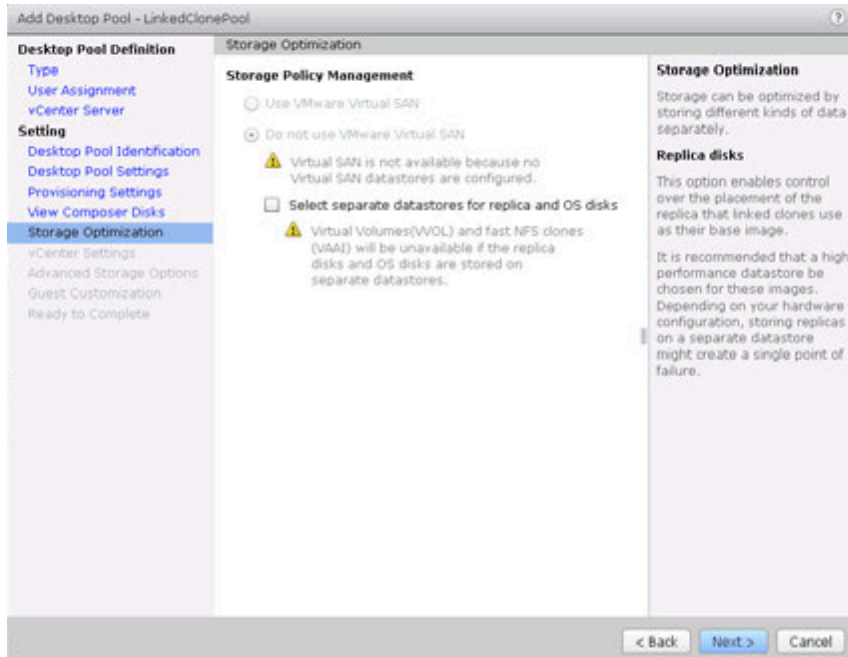 Add Desktop Pool - LinkedClonePool
?
Desktop Pool Definition
Type
User Assignment
vCenter Server
Setting
Desktop Pool Identification
Desktop Pool Settings
Provisioning Settings
View Composer Disks
Storage Optimization
vCenter Settings
Advanced Storage Options
Guest Customization
Ready to Complete
Storage Optimization
Storage Policy Management
Use VMware Virtual SAN
Do not use VMware Virtual SAN
Virtual SAN is not available because no
Virtual SAN datastores are configured.
Select separate datastores for replica and OS disks
Virtual Volumes(VVOL) and fast NFS clones
(VAAI) will be unavailable if the replica
disks and OS disks are stored on
separate datastores.
Storage Optimization
Storage can be optimized by
storing different kinds of data
separately.
Replica disks
This option enables control
over the placement of the
replica that linked clones use
as their base image.
It is recommended that a high
performance datastore be
chosen for these images.
Depending on your hardware
configuration, storing replicas
on a separate datastore
might create a single point of
failure.
< Back
Next >
Cancel